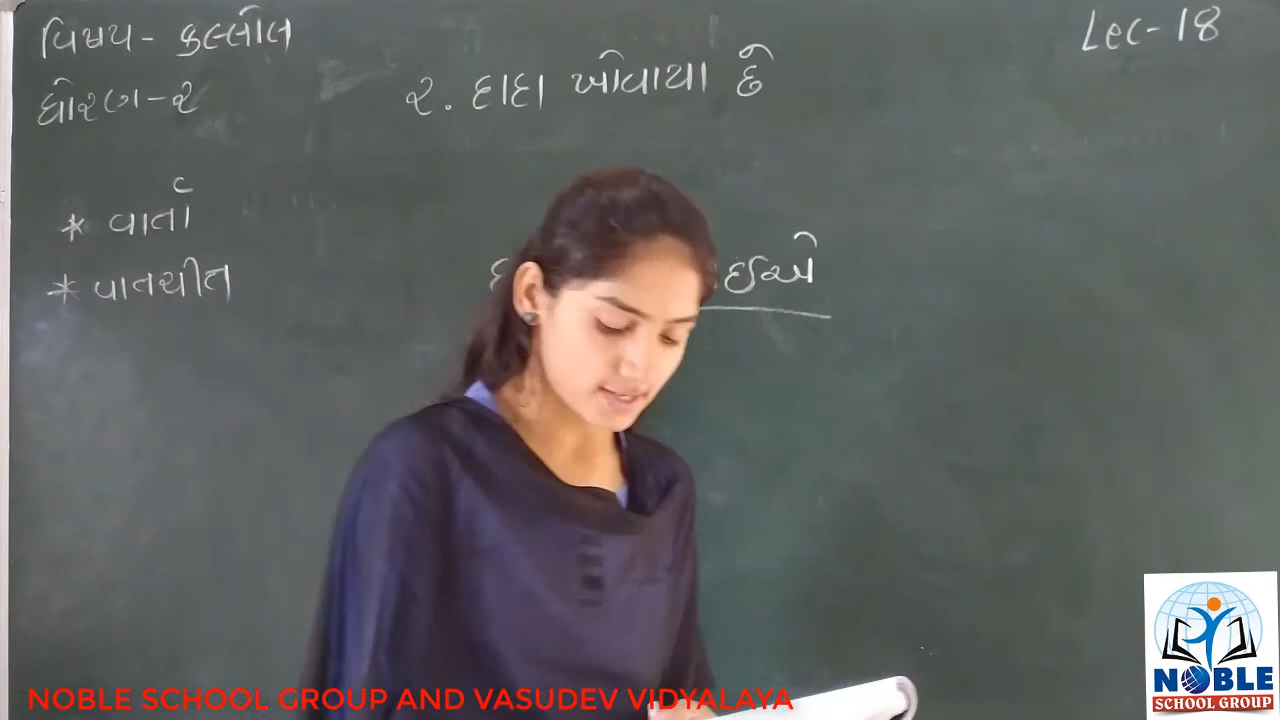 વિષય - કલ્લોલ
Lec-18
ધોરણ - ૨
૨. દાદા ખોવાયા છે
* વાર્તા
* વાતચીત
NOBLE
SCHOOL GROUP
NOBLE SCHOOL GROUP AND VASUDEV VIDYALAYA